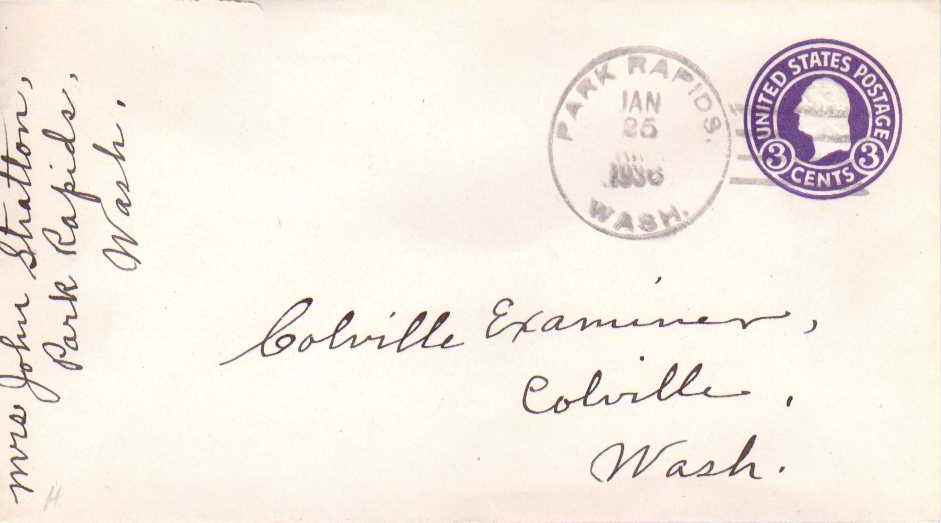 Mrs John Stratton,
Park Rapids,
Wash.
PARK RAPIDS.
JAN
25
1936
WASH.
UNITED STATES POSTAGE
3 CENTS 3
Colville Examiner,
Colville,
Wash.